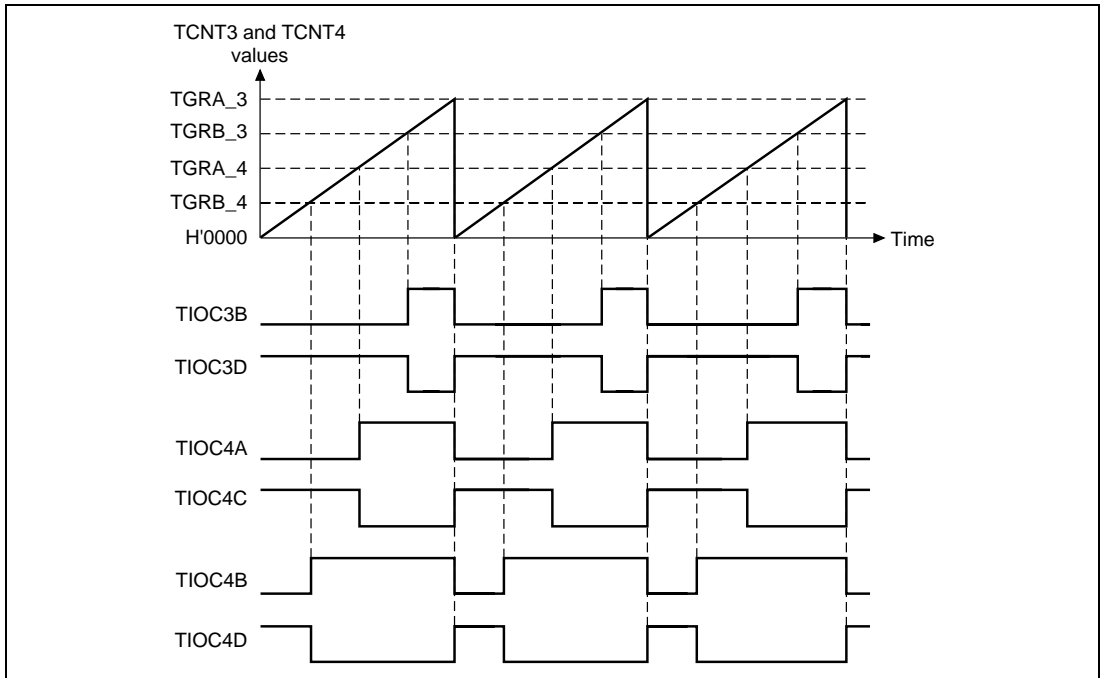 TCNT3 and TCNT4
values
TGRA_3
TGRB_3
TGRA_4
TGRB_4
H'0000
Time
TIOC3B
TIOC3D
TIOC4A
TIOC4C
TIOC4B
TIOC4D